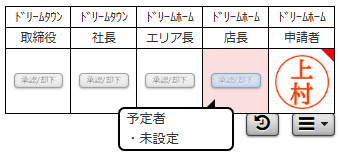 ﾄﾞﾘｰﾑﾀｳﾝ ﾄﾞﾘｰﾑﾀｳﾝ ﾄﾞﾘｰﾑﾎｰﾑ ﾄﾞﾘｰﾑﾎｰﾑ ﾄﾞﾘｰﾑﾎｰﾑ
取締役 社長 エリア長 店長 申請者
承認/却下 承認/却下 承認/却下 承認/却下 上村
予定者
・未設定